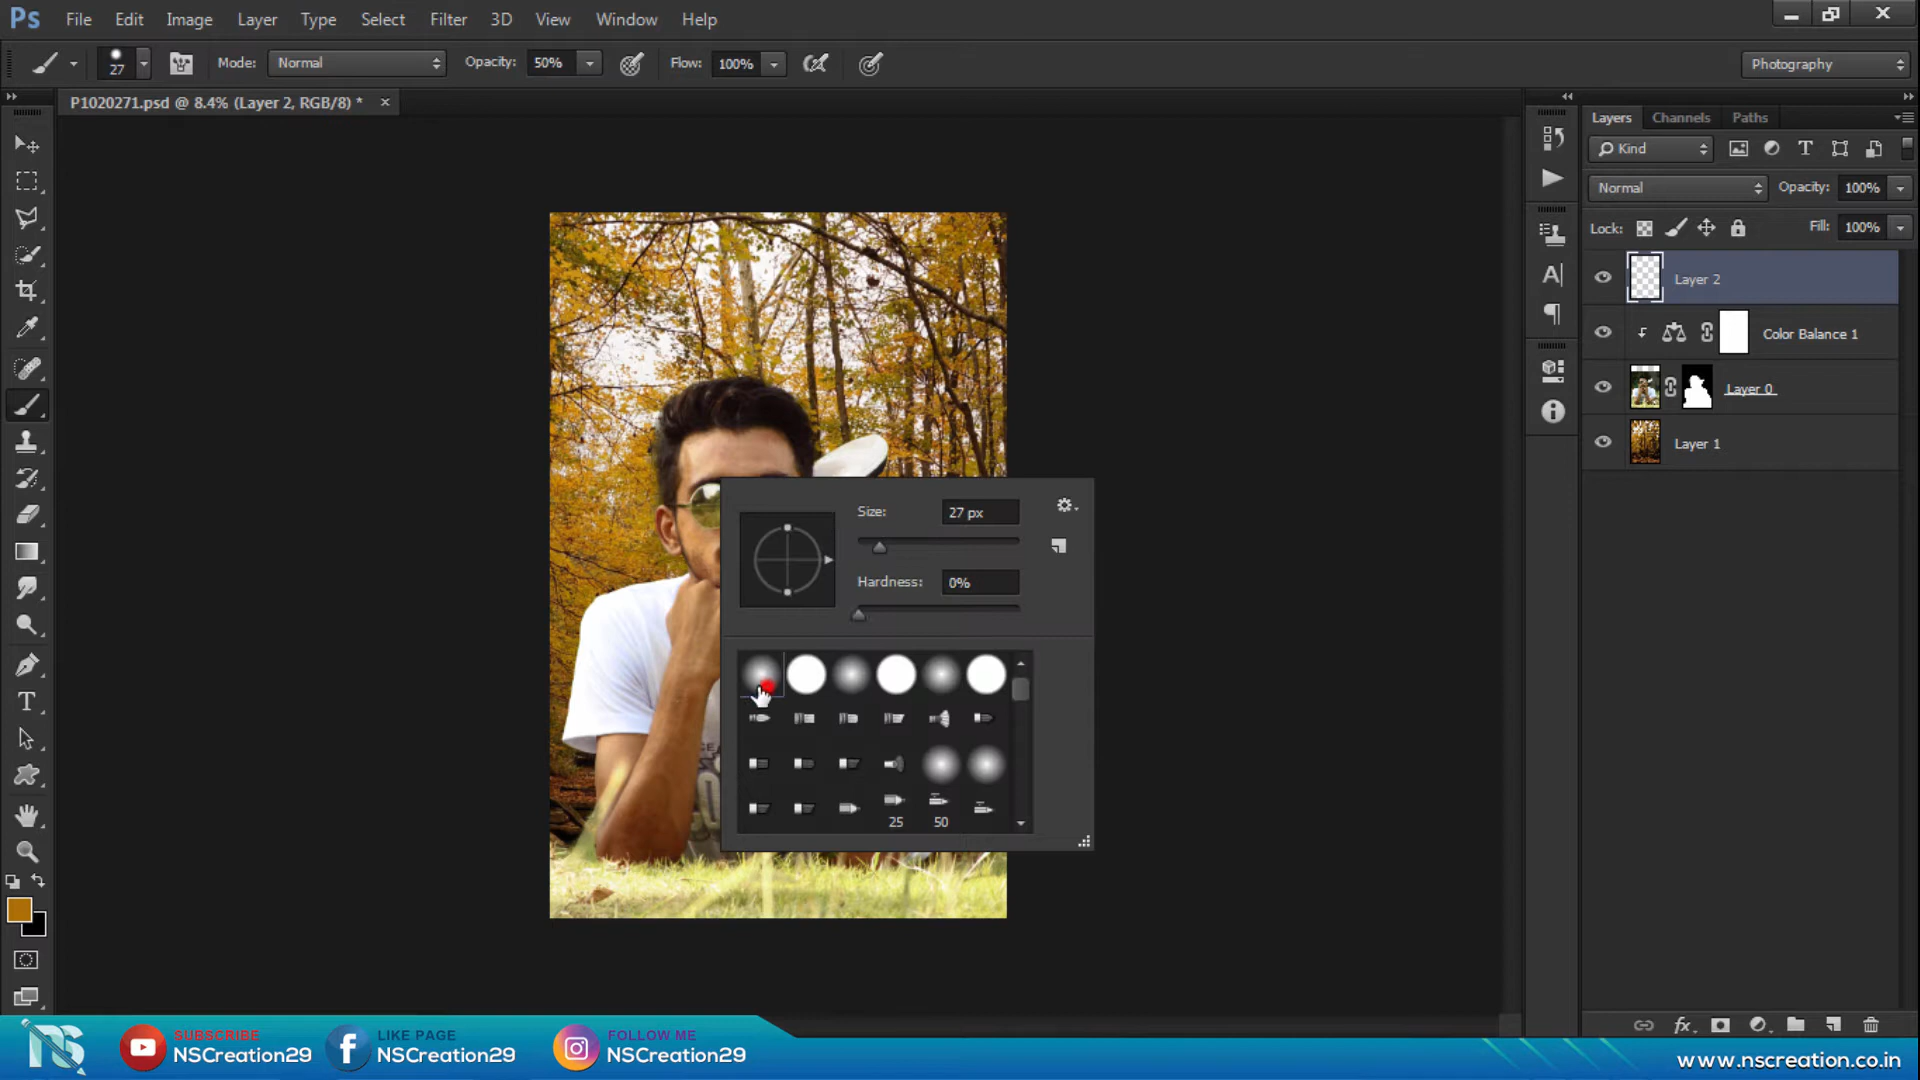 Ps File Edit Image Layer Type Select Filter 3D View Window Help
27 Mode: Normal Opacity: 50% Flow: 100% Photography
P1020271.psd @ 8.4% (Layer 2, RGB/8) *
Layers Channels Paths
Kind
Normal Opacity: 100%
Lock: Fill: 100%
Layer 2
Color Balance 1
Layer 0
Layer 1
Size: 27 px
Hardness: 0%
25 50
SUBSCRIBE
NSCreation29
LIKE PAGE
NSCreation29
FOLLOW ME
NSCreation29
www.nscreation.co.in